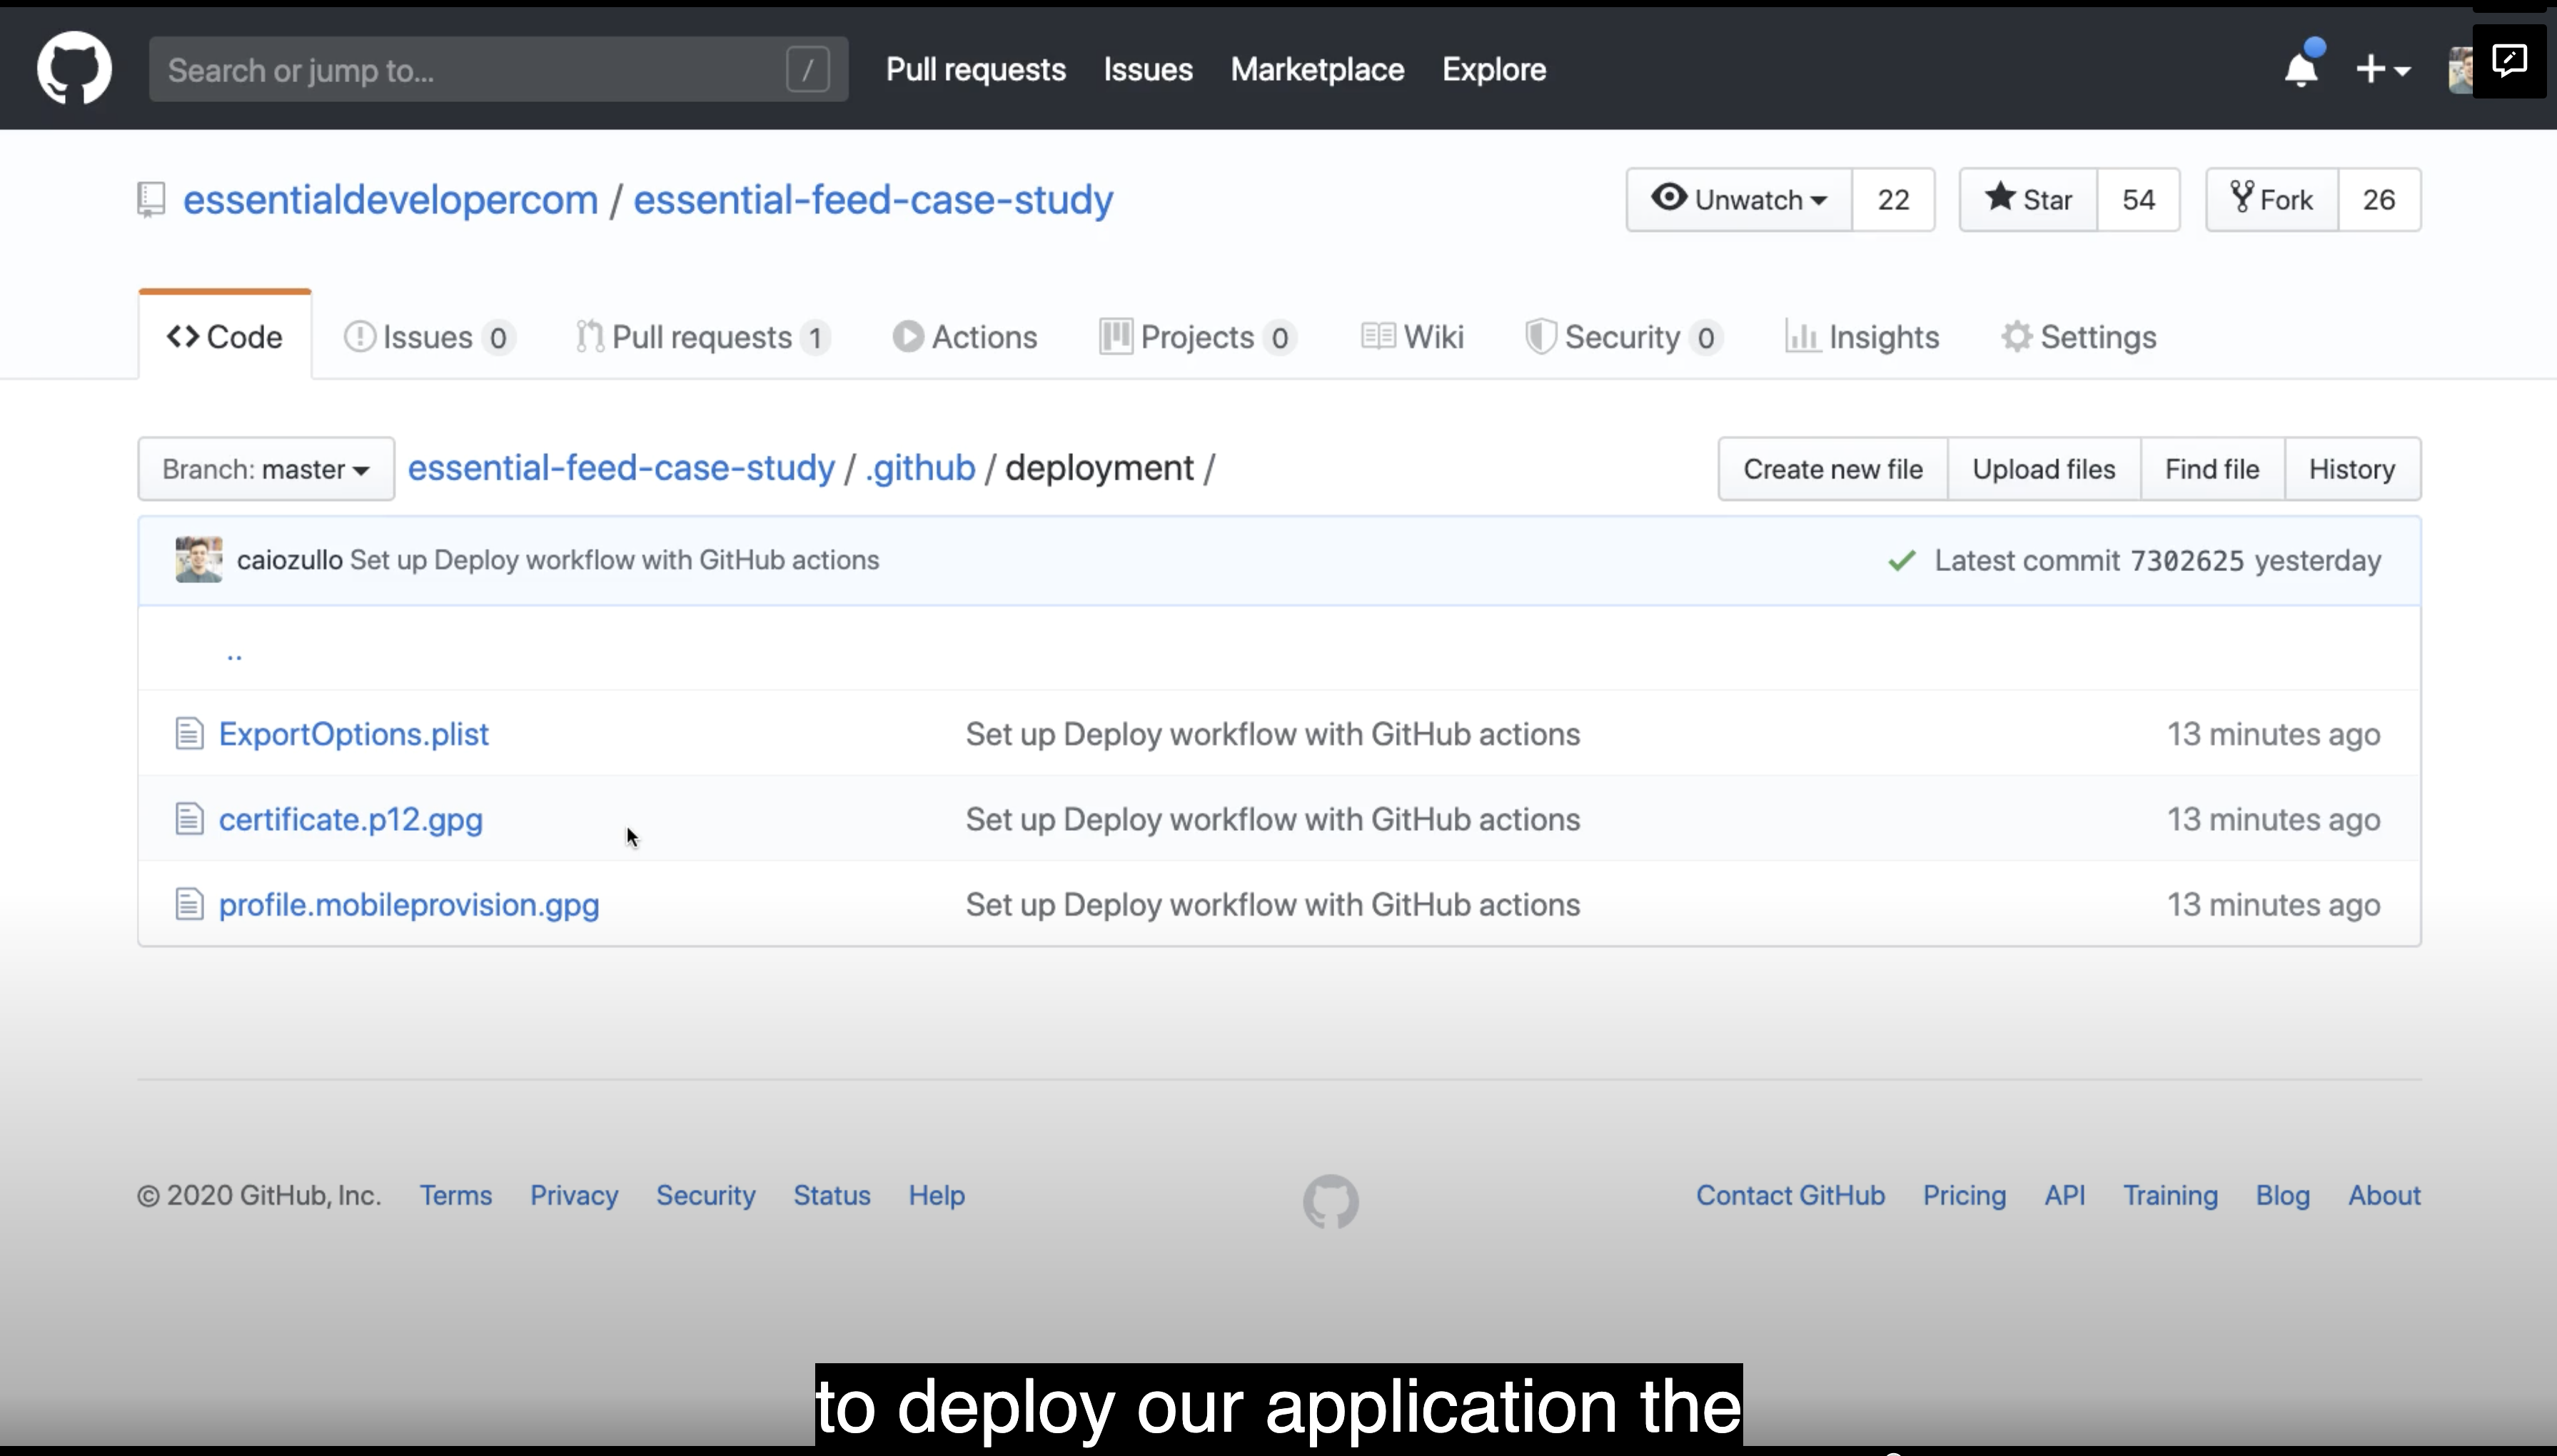 Search or jump to... /
Pull requests Issues Marketplace Explore
essentialdevelopercom / essential-feed-case-study
Unwatch 22 Star 54 Fork 26
Code Issues 0 Pull requests 1 Actions Projects 0 Wiki Security 0 Insights Settings
Branch: master essential-feed-case-study / .github / deployment /
Create new file Upload files Find file History
caiozullo Set up Deploy workflow with GitHub actions Latest commit 7302625 yesterday
..
ExportOptions.plist Set up Deploy workflow with GitHub actions 13 minutes ago
certificate.p12.gpg Set up Deploy workflow with GitHub actions 13 minutes ago
profile.mobileprovision.gpg Set up Deploy workflow with GitHub actions 13 minutes ago
© 2020 GitHub, Inc. Terms Privacy Security Status Help Contact GitHub Pricing API Training Blog About
to deploy our application the